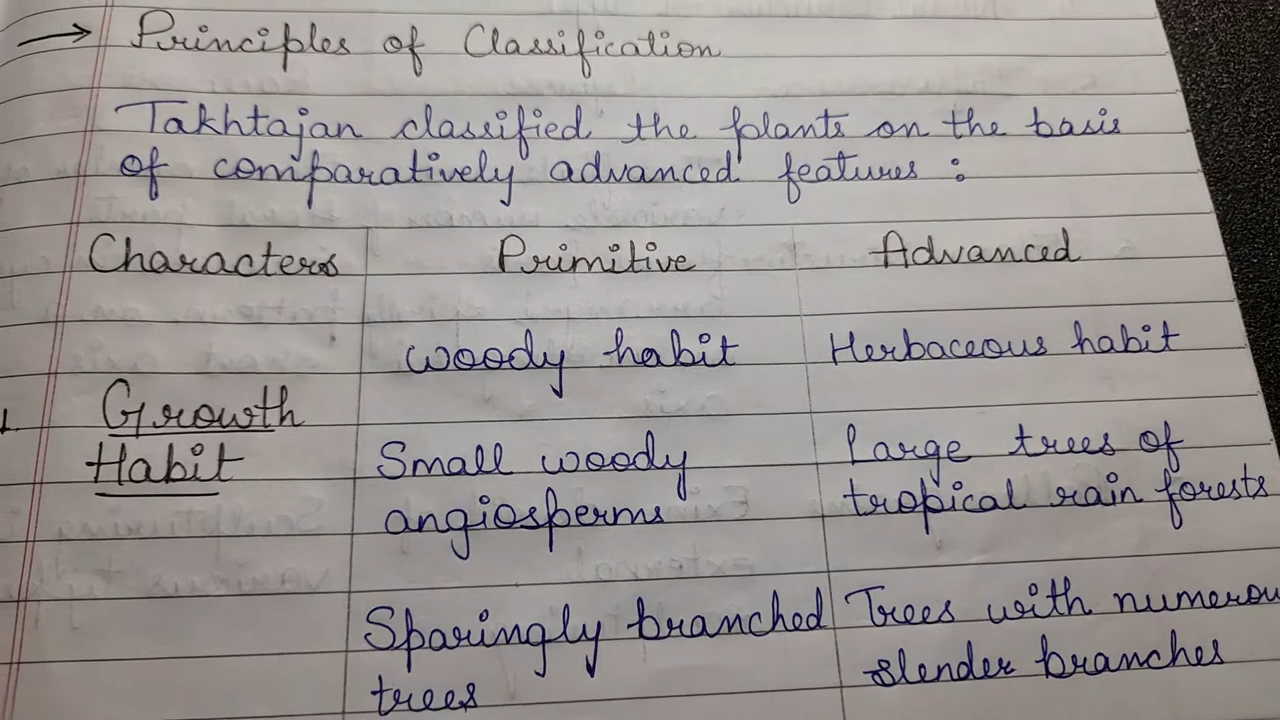 → Principles of Classification
Takhtajan classified the plants on the basis
of comparatively advanced features :
Characters Primitive Advanced
woody habit Herbaceous habit
1. Growth
Habit
Small woody
angiosperms
Large trees of
tropical rain forests
Sparingly branched
trees
Trees with numerou
slender branches